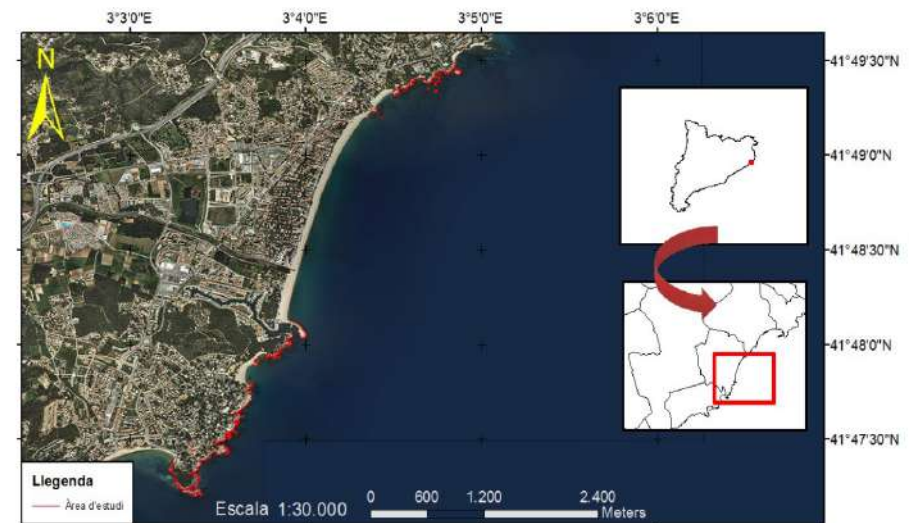 3°3'0"E
3°4'0"E
3°5'0"E
3°6'0"E
N
41°49'30"N
41°49'0"N
41°48'30"N
41°48'0"N
41°47'30"N
Llegenda
Àrea d'estudi
Escala 1:30.000
0 600 1.200 2.400
Meters